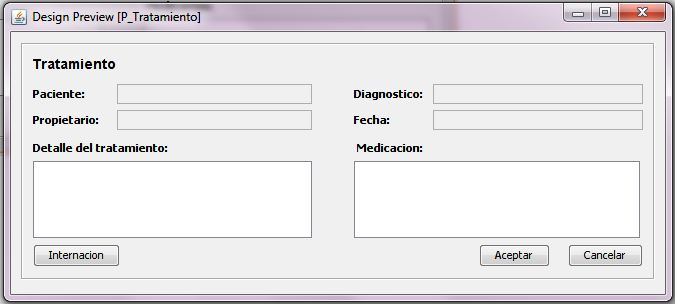 Design Preview [P_Tratamiento]
Tratamiento
Paciente: Diagnostico:
Propietario: Fecha:
Detalle del tratamiento: Medicacion:
Internacion Aceptar Cancelar